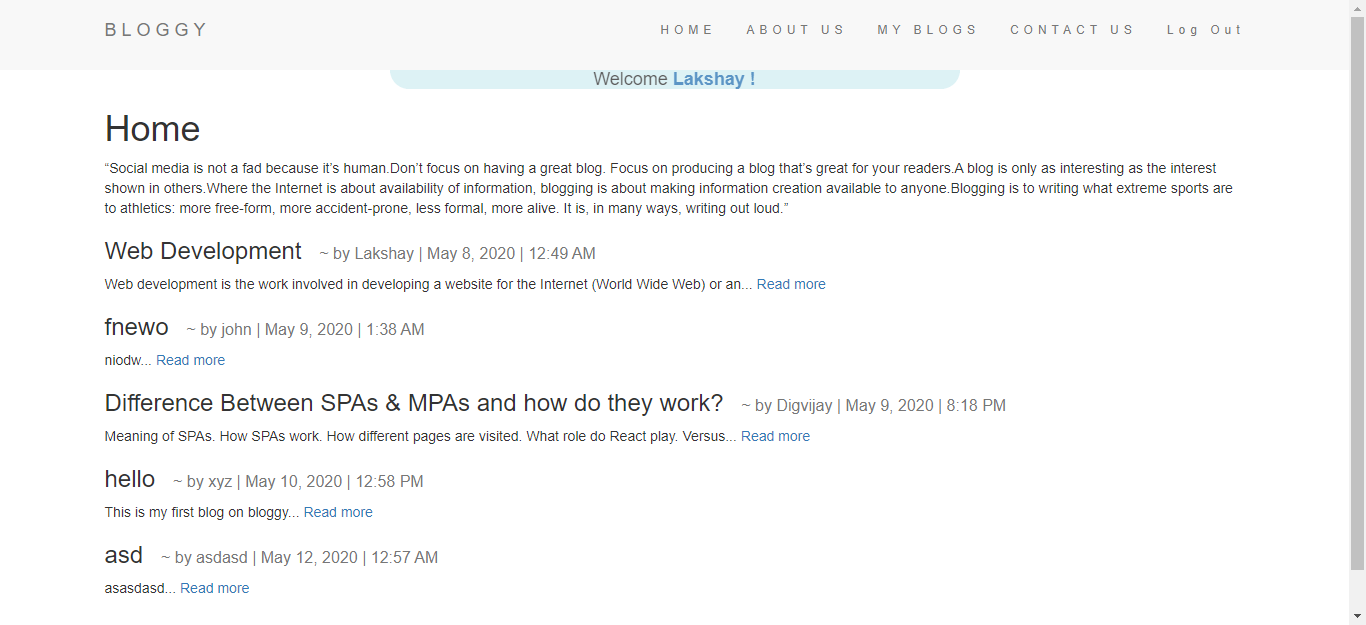 BLOGGY
HOME ABOUT US MY BLOGS CONTACT US Log Out
Welcome Lakshay !
Home
“Social media is not a fad because it’s human.Don’t focus on having a great blog. Focus on producing a blog that’s great for your readers.A blog is only as interesting as the interest
shown in others.Where the Internet is about availability of information, blogging is about making information creation available to anyone.Blogging is to writing what extreme sports are
to athletics: more free-form, more accident-prone, less formal, more alive. It is, in many ways, writing out loud.”
Web Development ~ by Lakshay | May 8, 2020 | 12:49 AM
Web development is the work involved in developing a website for the Internet (World Wide Web) or an... Read more
fnewo ~ by john | May 9, 2020 | 1:38 AM
niodw... Read more
Difference Between SPAs & MPAs and how do they work? ~ by Digvijay | May 9, 2020 | 8:18 PM
Meaning of SPAs. How SPAs work. How different pages are visited. What role do React play. Versus... Read more
hello ~ by xyz | May 10, 2020 | 12:58 PM
This is my first blog on bloggy... Read more
asd ~ by asdasd | May 12, 2020 | 12:57 AM
asasdasd... Read more